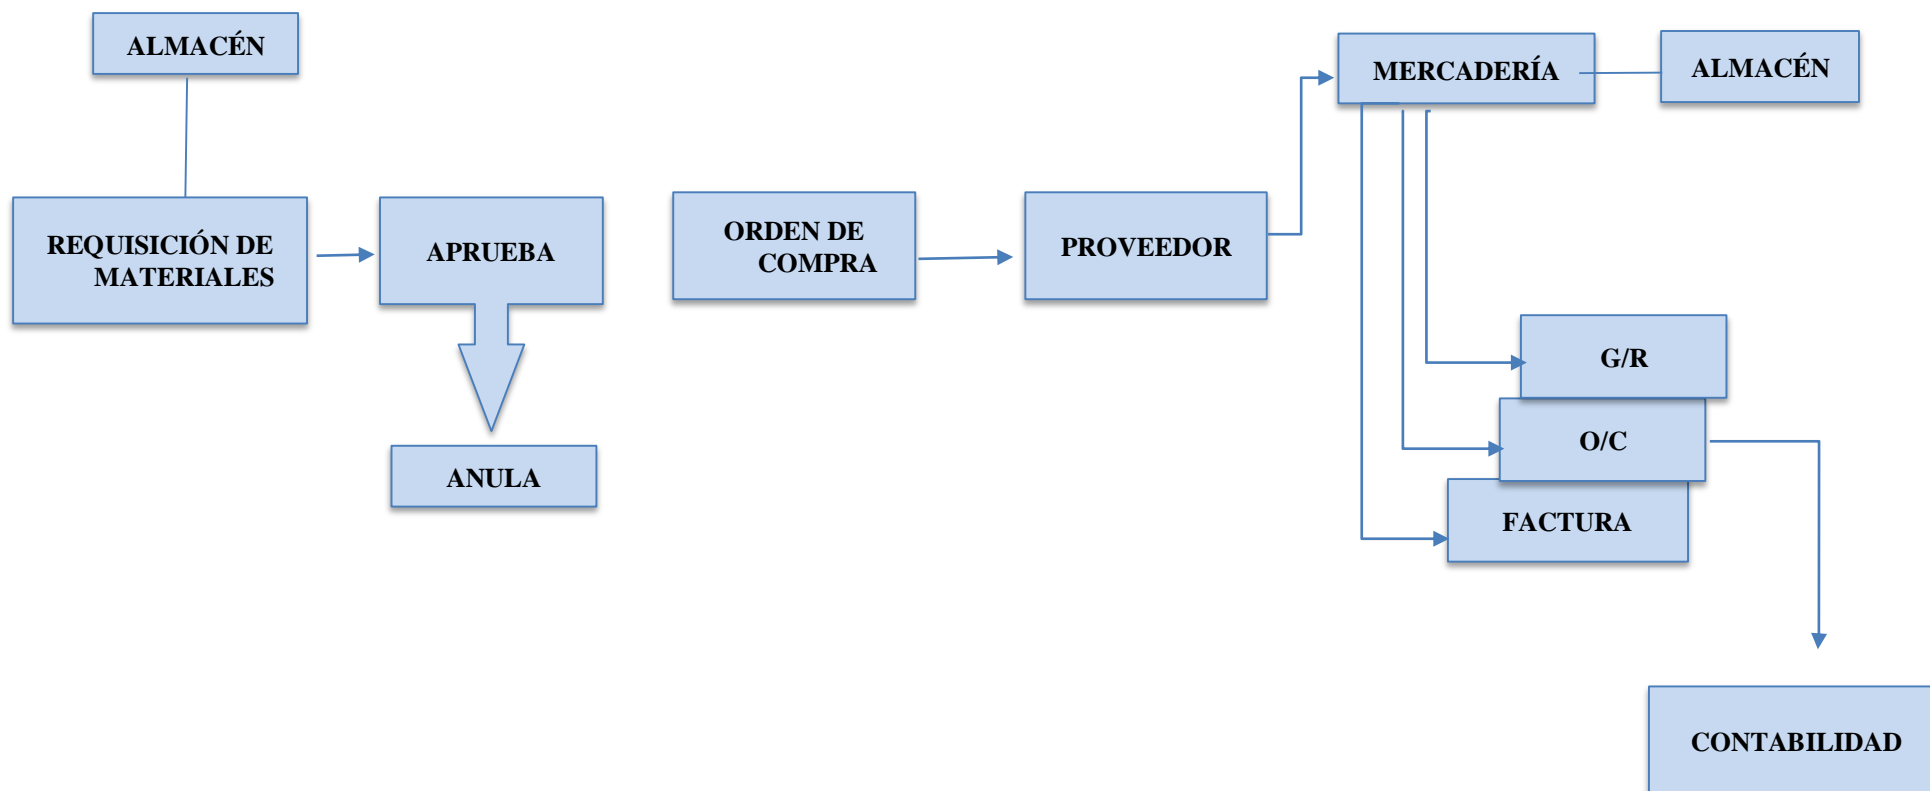 ALMACÉN
REQUISICIÓN DE
MATERIALES
APRUEBA
ANULA
ORDEN DE
COMPRA
PROVEEDOR
MERCADERÍA
ALMACÉN
G/R
O/C
FACTURA
CONTABILIDAD